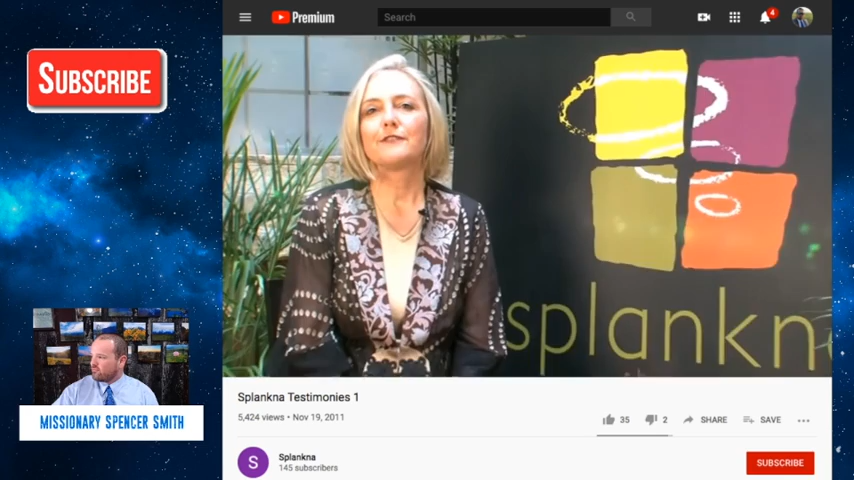 SUBSCRIBE
MISSIONARY SPENCER SMITH
Premium
Search
4
splankn
Splankna Testimonies 1
5,424 views • Nov 19, 2011
35
2
SHARE
SAVE
S
Splankna
145 subscribers
SUBSCRIBE